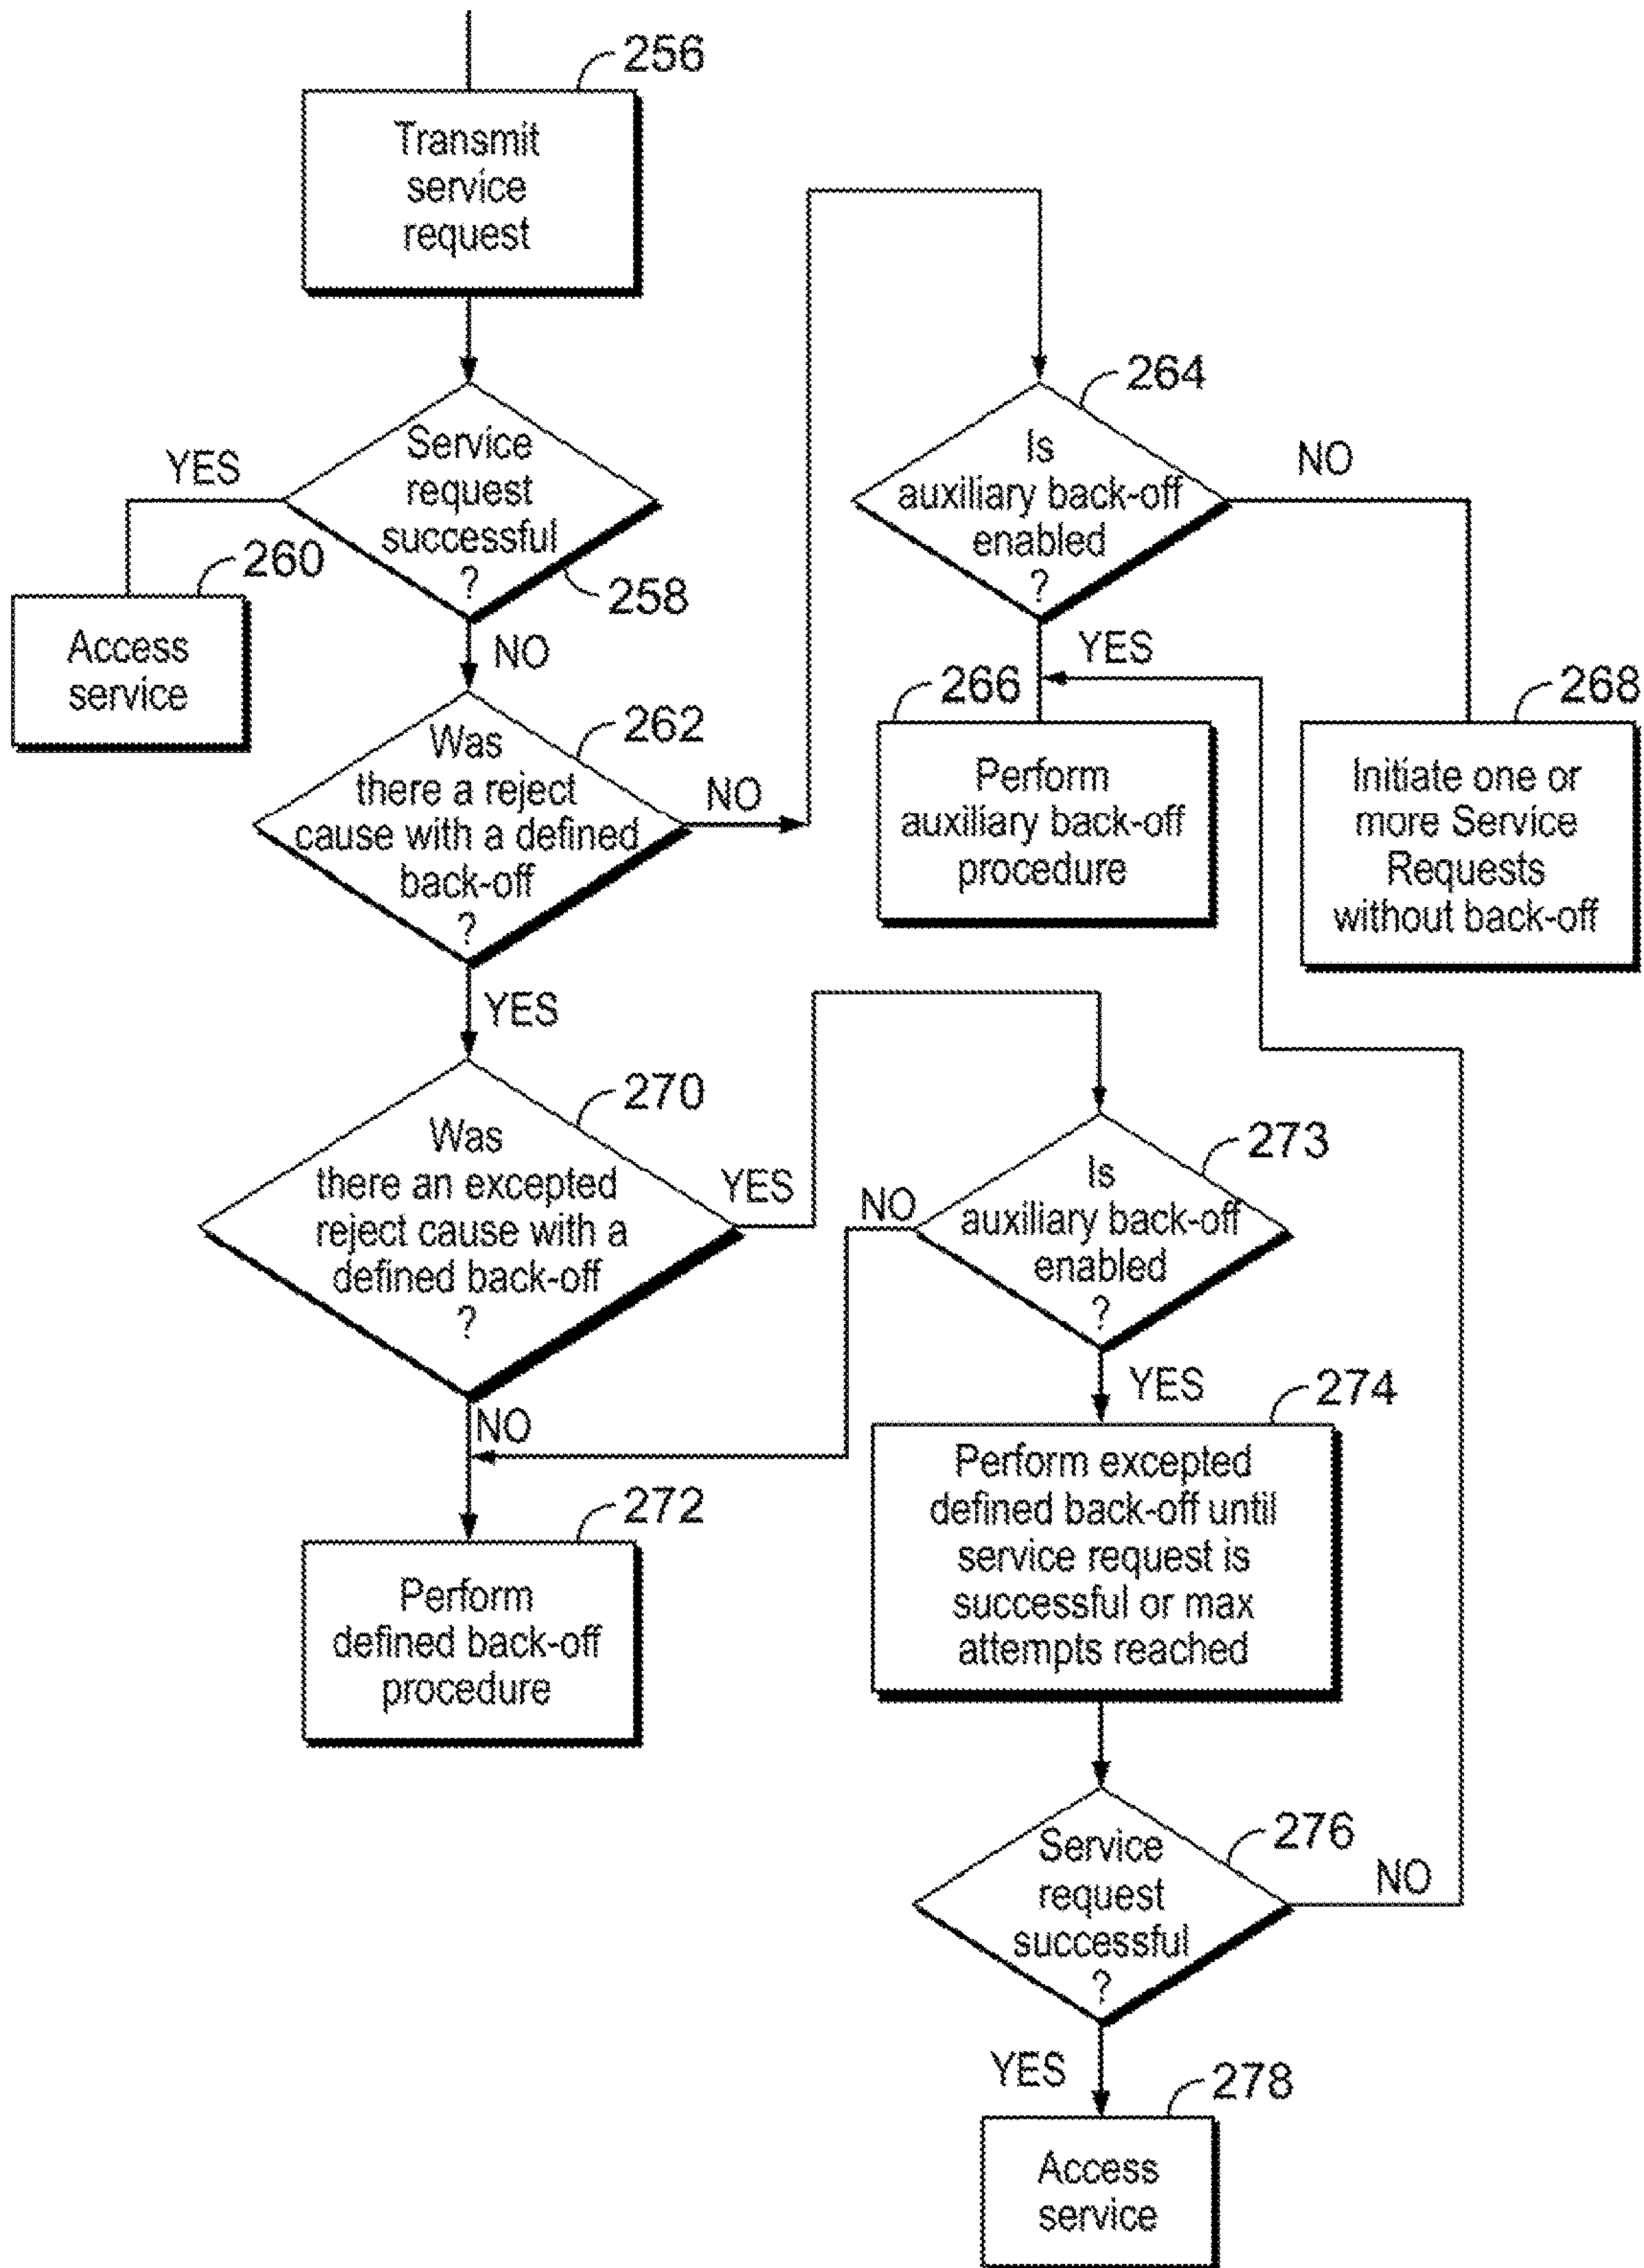 256
Transmit
service
request
Service
request
successful
?
258
YES
NO
260
Access
service
262
Was
there a reject
cause with a defined
back-off
?
NO
YES
264
Is
auxiliary back-off
enabled
?
NO
YES
266
Perform
auxiliary back-off
procedure
268
Initiate one or
more Service
Requests
without back-off
270
Was
there an excepted
reject cause with a
defined back-off
?
YES
NO
272
Perform
defined back-off
procedure
273
Is
auxiliary back-off
enabled
?
NO
YES
274
Perform excepted
defined back-off until
service request is
successful or max
attempts reached
276
Service
request
successful
?
NO
YES
278
Access
service